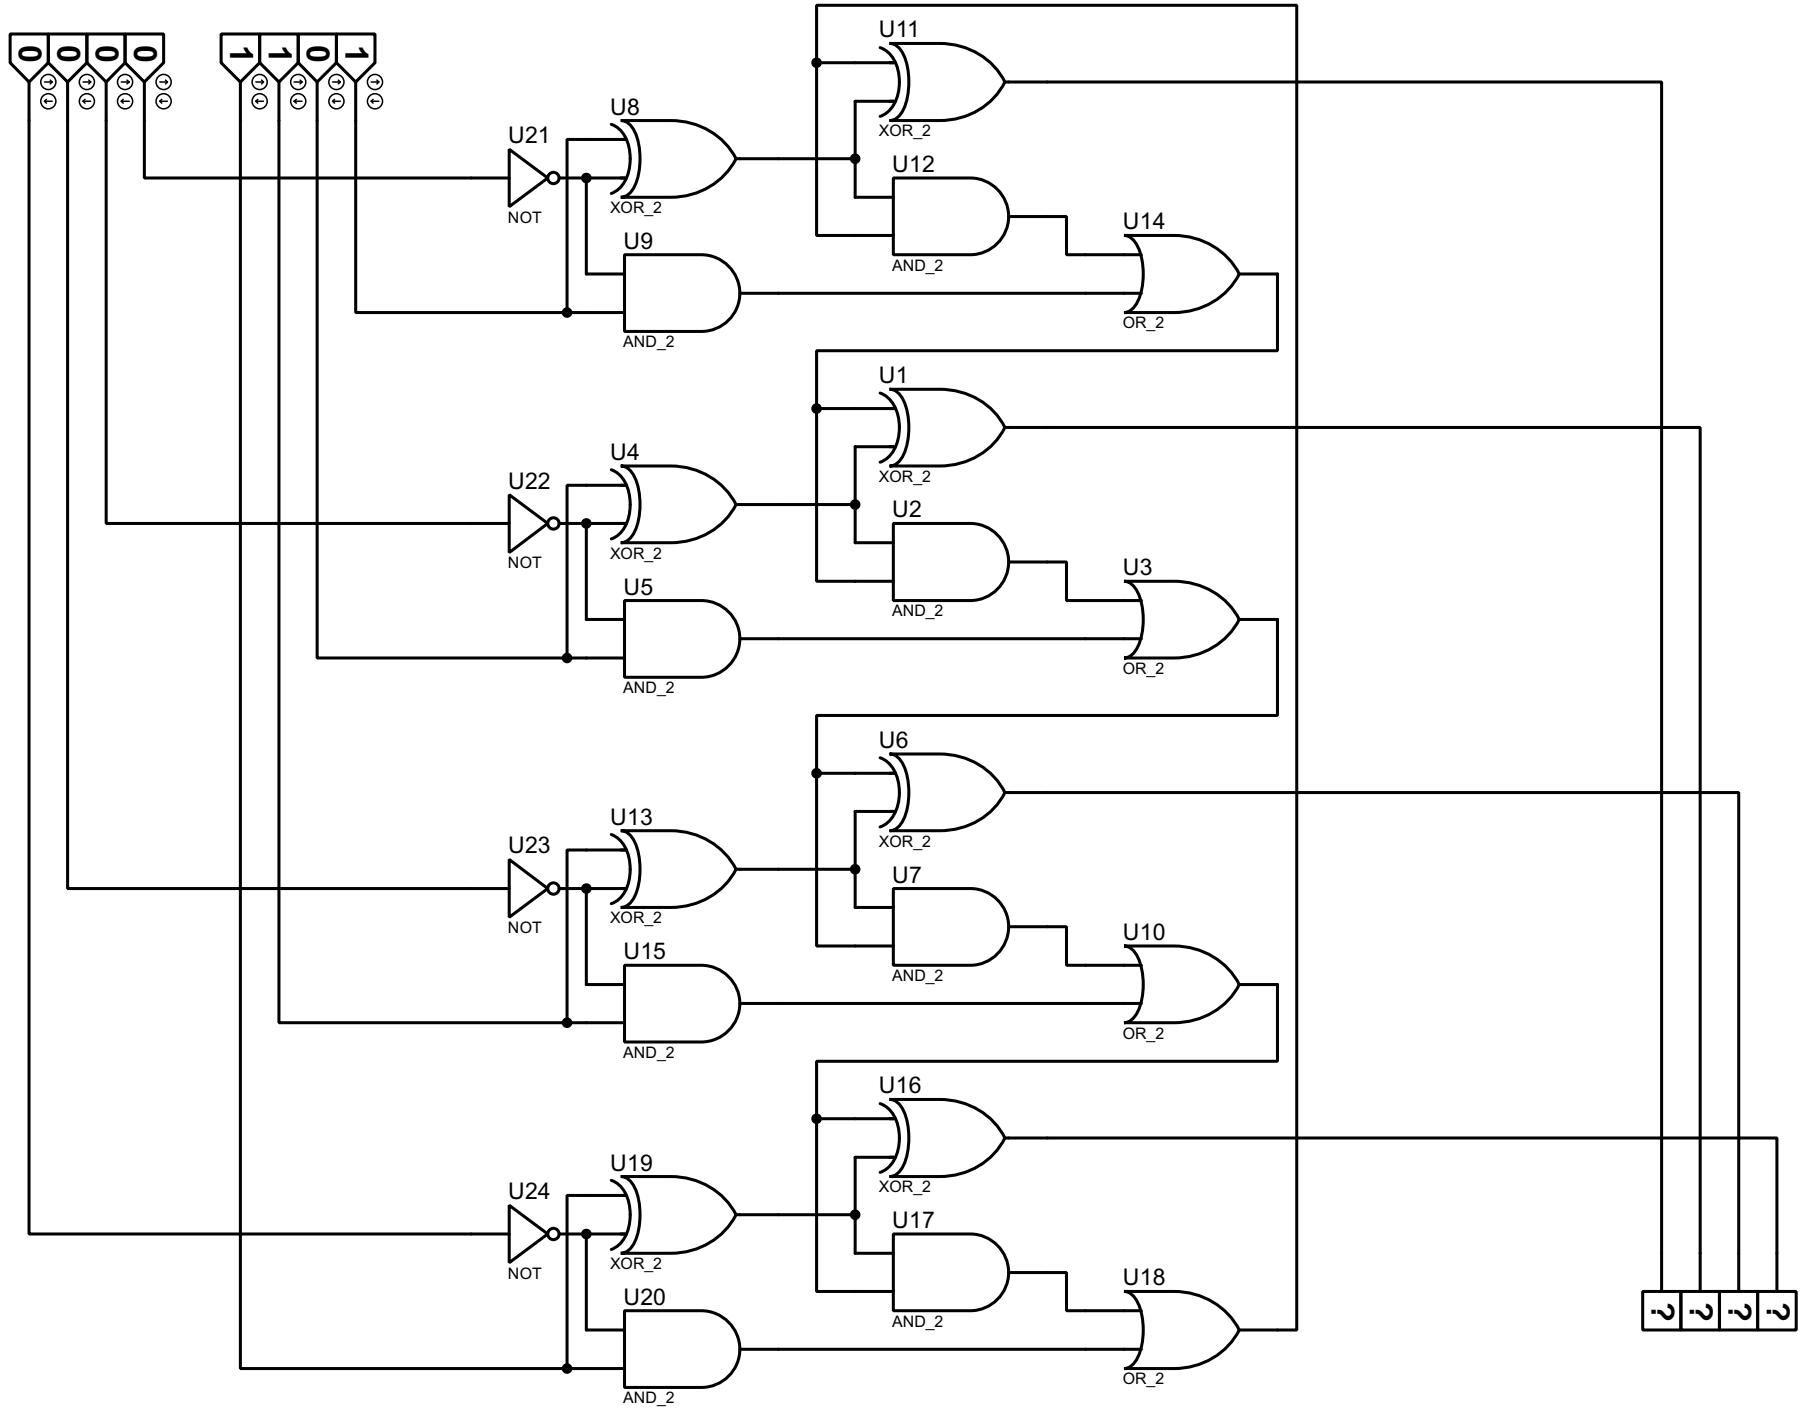 0 0 0 0 1 1 0 1
U11
XOR_2
U8
XOR_2
U21
NOT
U12
AND_2
U9
AND_2
U14
OR_2
U1
XOR_2
U4
XOR_2
U22
NOT
U2
AND_2
U5
AND_2
U3
OR_2
U6
XOR_2
U13
XOR_2
U23
NOT
U7
AND_2
U15
AND_2
U10
OR_2
U16
XOR_2
U19
XOR_2
U24
NOT
U17
AND_2
U20
AND_2
U18
OR_2
? ? ? ?